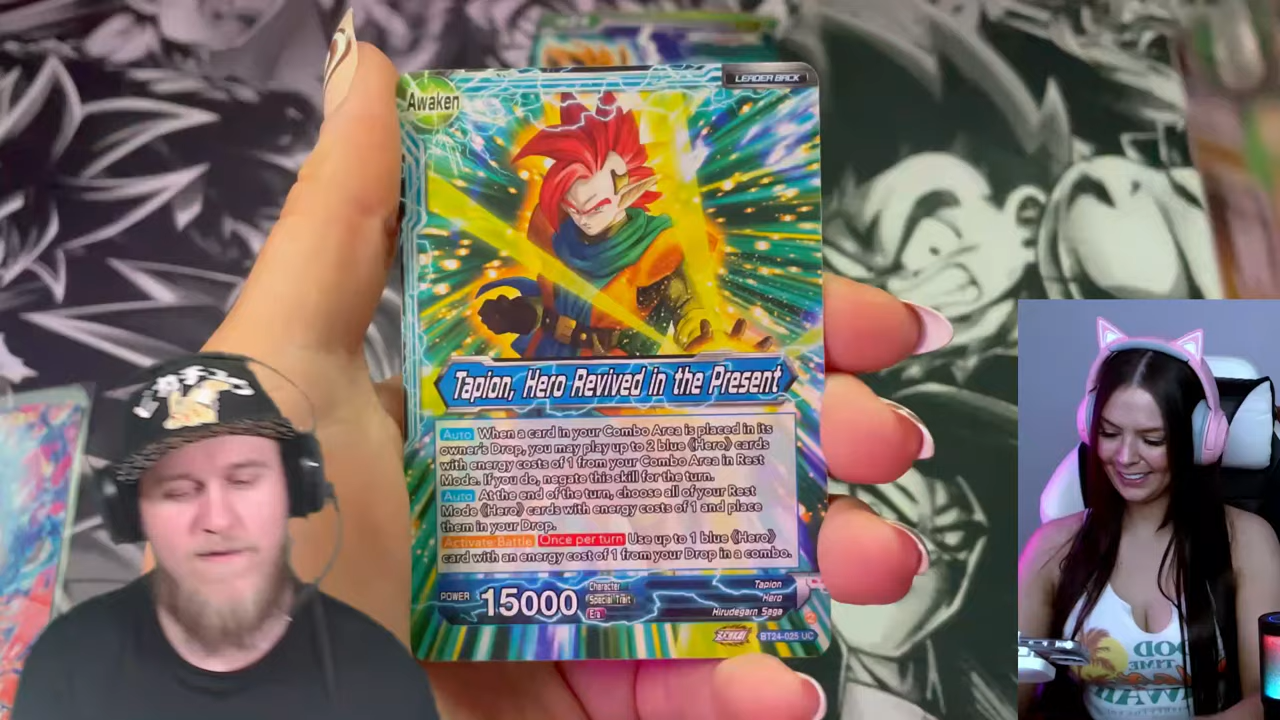 LEADER BACK
Awaken
Tapion, Hero Revived in the Present
Auto When a card in your Combo Area is placed in its
owner's Drop, you may play up to 2 blue 《Hero》 cards
with energy costs of 1 from your Combo Area in Rest
Mode. If you do, negate this skill for the turn.
Auto At the end of the turn, choose all of your Rest
Mode 《Hero》 cards with energy costs of 1 and place
them in your Drop.
Activate:Battle Once per turn Use up to 1 blue 《Hero》
card with an energy cost of 1 from your Drop in a combo.
POWER 15000
Character Tapion
Special Trait Hero
Era Hirudegarn Saga
BANDAI BT24-025 UC